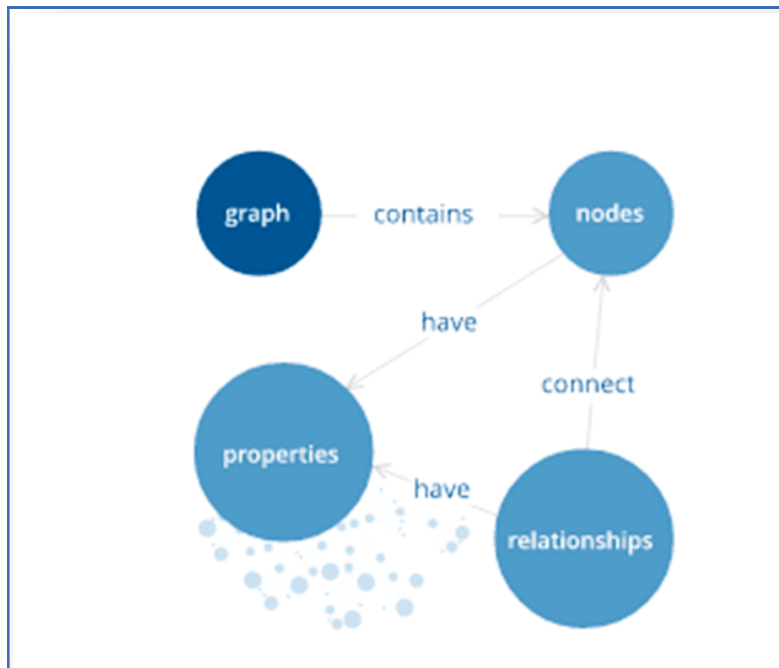 graph
contains
nodes
have
connect
properties
have
relationships